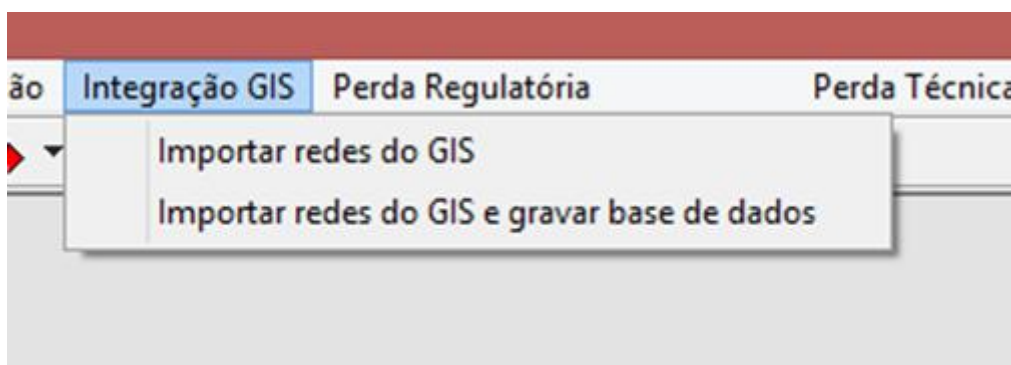 ão Integração GIS Perda Regulatória Perda Técnica
Importar redes do GIS
Importar redes do GIS e gravar base de dados